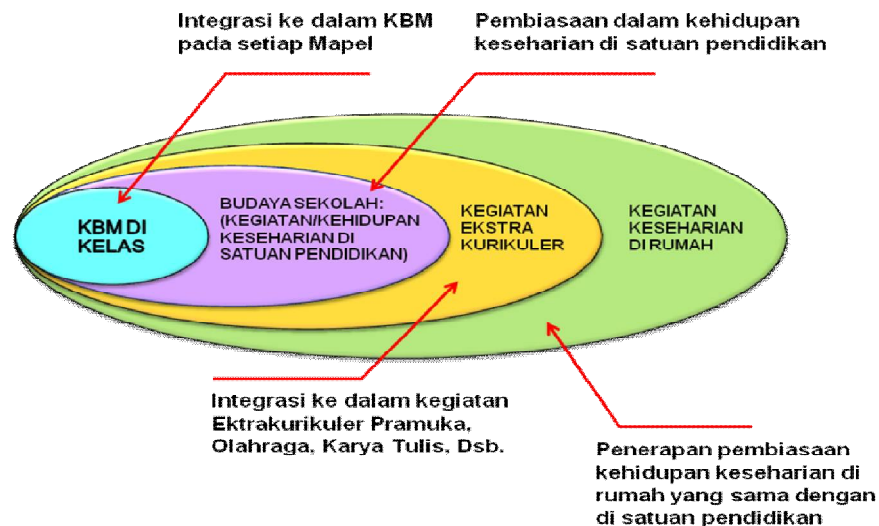 Integrasi ke dalam KBM
pada setiap Mapel
Pembiasaan dalam kehidupan
keseharian di satuan pendidikan
KBM DI
KELAS
BUDAYA SEKOLAH:
(KEGIATAN/KEHIDUPAN
KESEHARIAN DI
SATUAN PENDIDIKAN)
KEGIATAN
EKSTRA
KURIKULER
KEGIATAN
KESEHARIAN
DI RUMAH
Integrasi ke dalam kegiatan
Ektrakurikuler Pramuka,
Olahraga, Karya Tulis, Dsb.
Penerapan pembiasaan
kehidupan keseharian di
rumah yang sama dengan
di satuan pendidikan